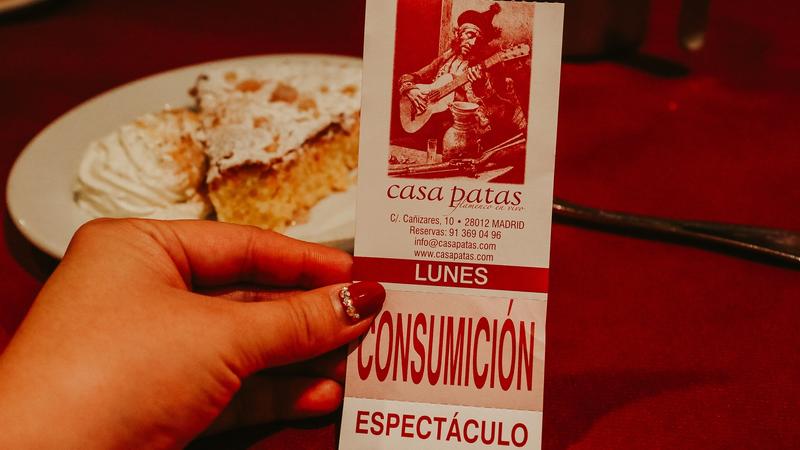 casa patas
flamenco en vivo
C/. Cañizares, 10 • 28012 MADRID
Reservas: 91 369 04 96
info@casapatas.com
www.casapatas.com
LUNES
CONSUMICIÓN
ESPECTÁCULO